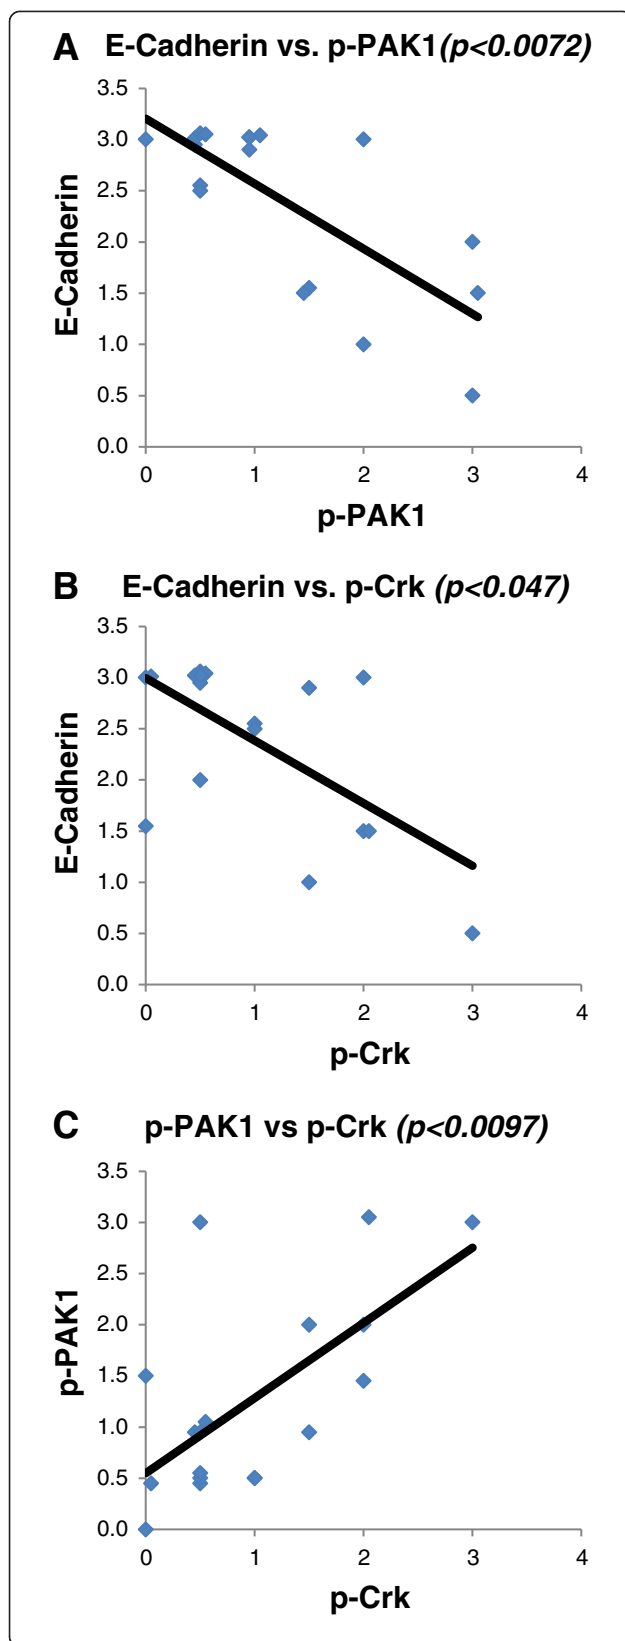 A E-Cadherin vs. p-PAK1(p<0.0072)
3.5
3.0
2.5
2.0
1.5
1.0
0.5
0.0
E-Cadherin
0 1 2 3 4
p-PAK1
B E-Cadherin vs. p-Crk (p<0.047)
3.5
3.0
2.5
2.0
1.5
1.0
0.5
0.0
E-Cadherin
0 1 2 3 4
p-Crk
C p-PAK1 vs p-Crk (p<0.0097)
3.5
3.0
2.5
2.0
1.5
1.0
0.5
0.0
p-PAK1
0 1 2 3 4
p-Crk